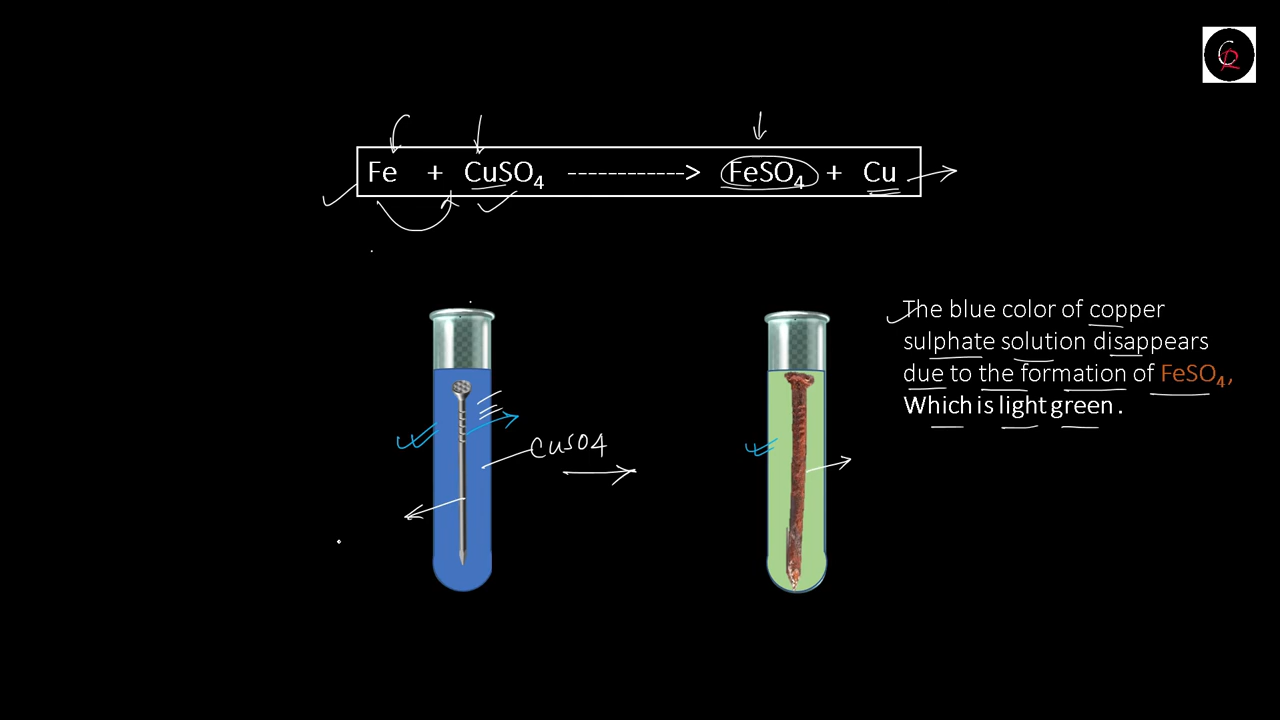 CR
Fe + CuSO₄ ------------> FeSO₄ + Cu
The blue color of copper
sulphate solution disappears
due to the formation of FeSO₄,
Which is light green .
CuSO4